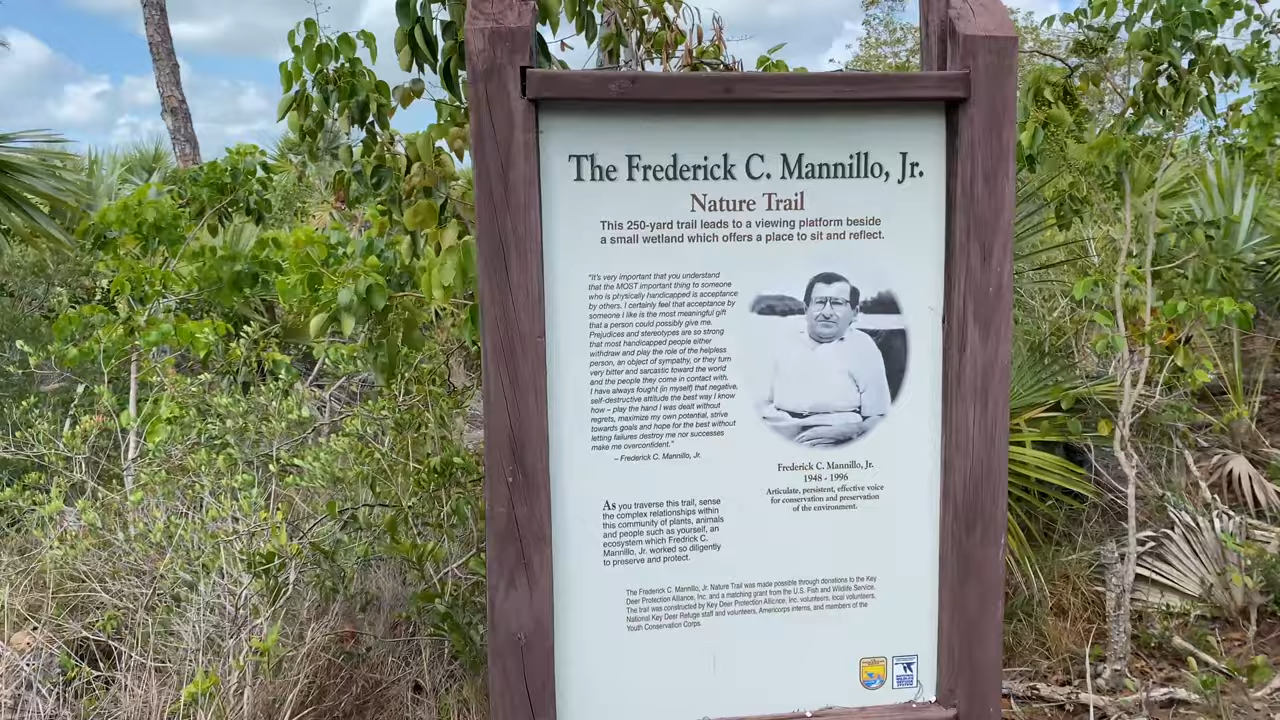 The Frederick C. Mannillo, Jr.
Nature Trail
This 250-yard trail leads to a viewing platform beside
a small wetland which offers a place to sit and reflect.
"It's very important that you understand
that the MOST important thing to someone
who is physically handicapped is acceptance
by others. I certainly feel that acceptance by
someone I like is the most meaningful gift
that a person could possibly give me.
Prejudices and stereotypes are so strong
that most handicapped people either
withdraw and play the role of the helpless
person, an object of sympathy, or they turn
very bitter and sarcastic toward the world
and the people they come in contact with.
I have always fought (in myself) that negative,
self-destructive attitude the best way I know
how – play the hand I was dealt without
regrets, maximize my own potential, strive
towards goals and hope for the best without
letting failures destroy me nor successes
make me overconfident."
– Frederick C. Mannillo, Jr.
Frederick C. Mannillo, Jr.
1948 - 1996
Articulate, persistent, effective voice
for conservation and preservation
of the environment.
As you traverse this trail, sense
the complex relationships within
this community of plants, animals
and people such as yourself, an
ecosystem which Fredrick C.
Mannillo, Jr. worked so diligently
to preserve and protect.
The Frederick C. Mannillo, Jr. Nature Trail was made possible through donations to the Key
Deer Protection Alliance, Inc. and a matching grant from the U.S. Fish and Wildlife Service.
The trail was constructed by Key Deer Protection Alliance, Inc. volunteers, local volunteers,
National Key Deer Refuge staff and volunteers, Americorps interns, and members of the
Youth Conservation Corps.
NATIONAL
WILDLIFE
REFUGE
SYSTEM